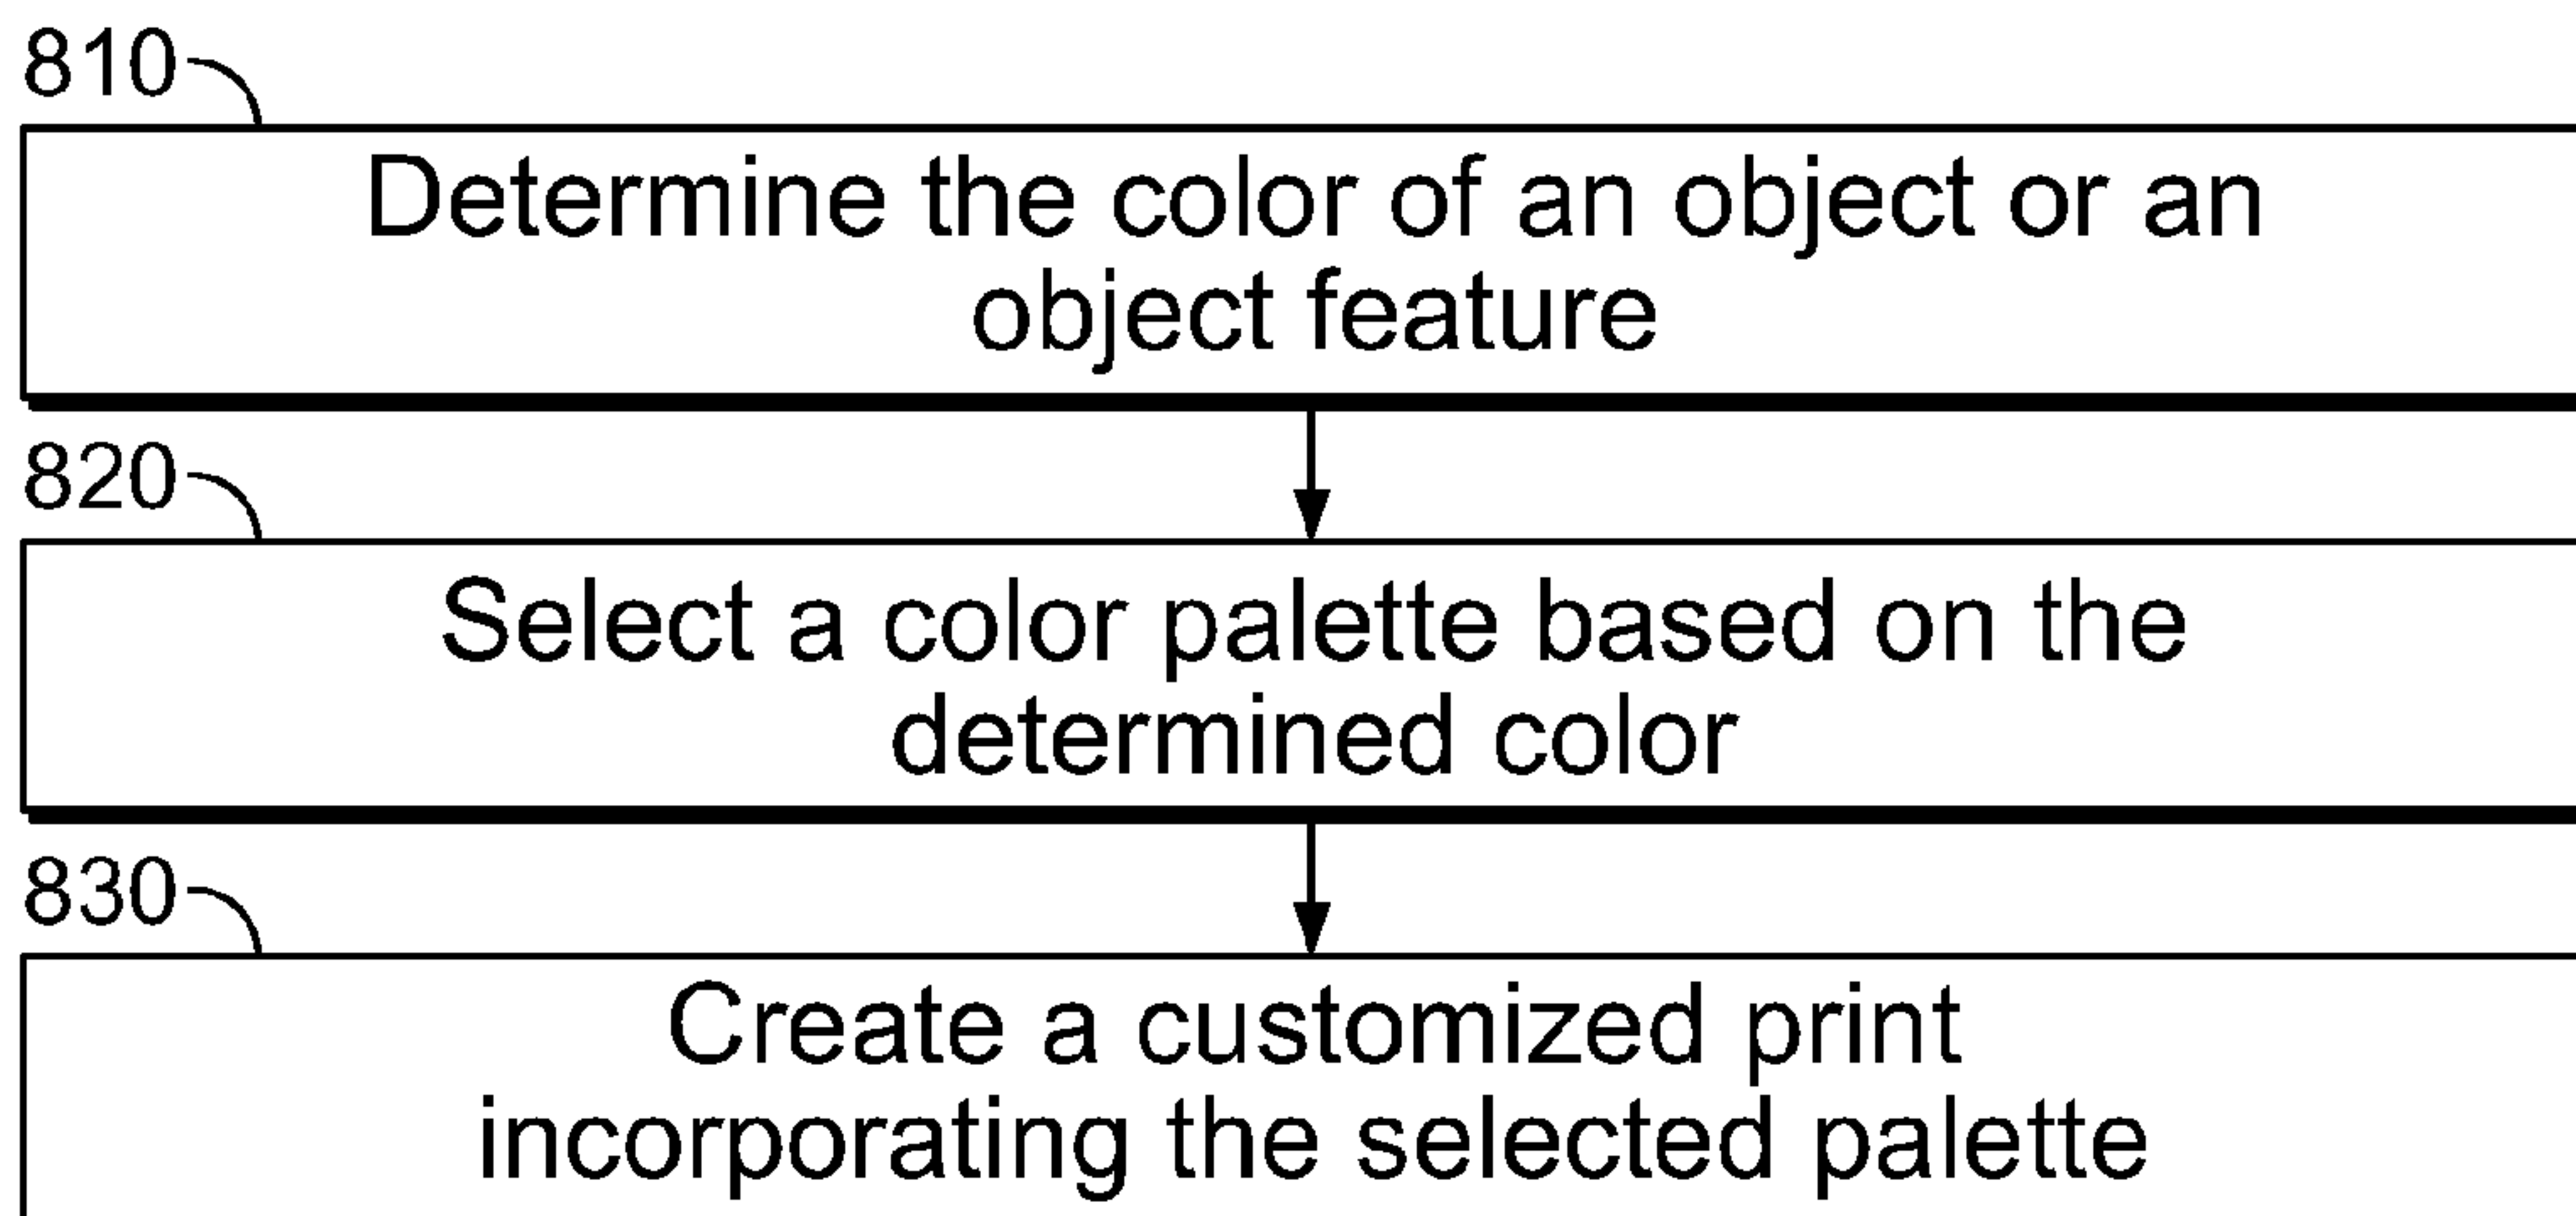 810
Determine the color of an object or an
object feature
820
Select a color palette based on the
determined color
830
Create a customized print
incorporating the selected palette